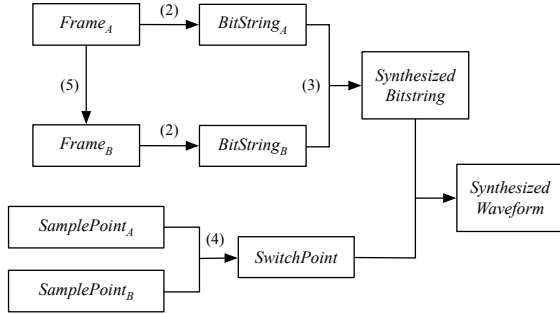 Frame_A
(2)
BitString_A
(5)
(3)
Synthesized
Bitstring
Frame_B
(2)
BitString_B
Synthesized
Waveform
SamplePoint_A
(4)
SwitchPoint
SamplePoint_B